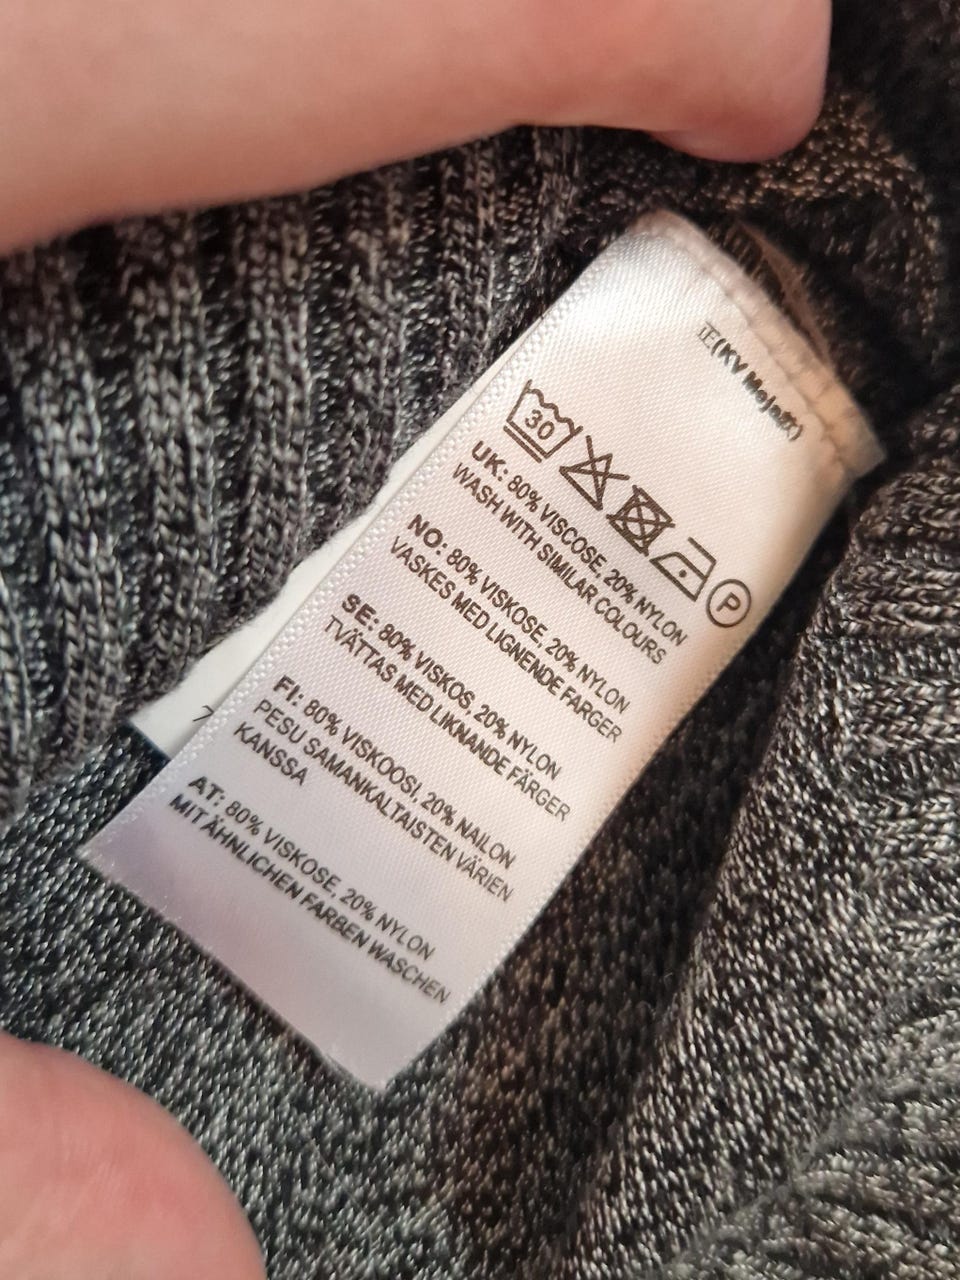 30
P
UK: 80% VISCOSE, 20% NYLON
WASH WITH SIMILAR COLOURS
NO: 80% VISKOSE, 20% NYLON
VASKES MED LIGNENDE FARGER
SE: 80% VISKOS, 20% NYLON
TVÄTTAS MED LIKNANDE FÄRGER
FI: 80% VISKOOSI, 20% NAILON
PESU SAMANKALTAISTEN VÄRIEN
KANSSA
AT: 80% VISKOSE, 20% NYLON
MIT ÄHNLICHEN FARBEN WASCHEN